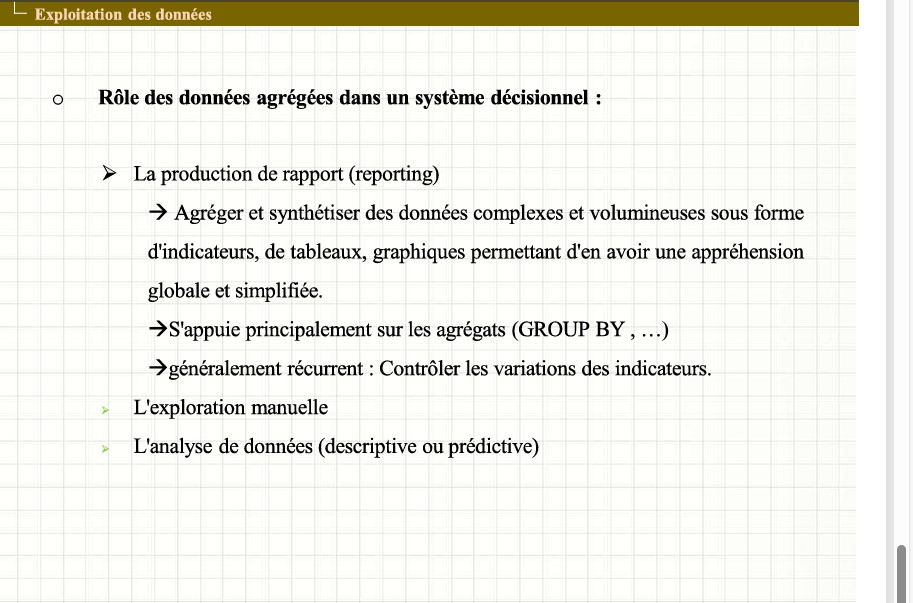 Exploitation des données
Rôle des données agrégées dans un système décisionnel :
La production de rapport (reporting)
→ Agréger et synthétiser des données complexes et volumineuses sous forme
d'indicateurs, de tableaux, graphiques permettant d'en avoir une appréhension
globale et simplifiée.
→S'appuie principalement sur les agrégats (GROUP BY , …)
→généralement récurrent : Contrôler les variations des indicateurs.
L'exploration manuelle
L'analyse de données (descriptive ou prédictive)